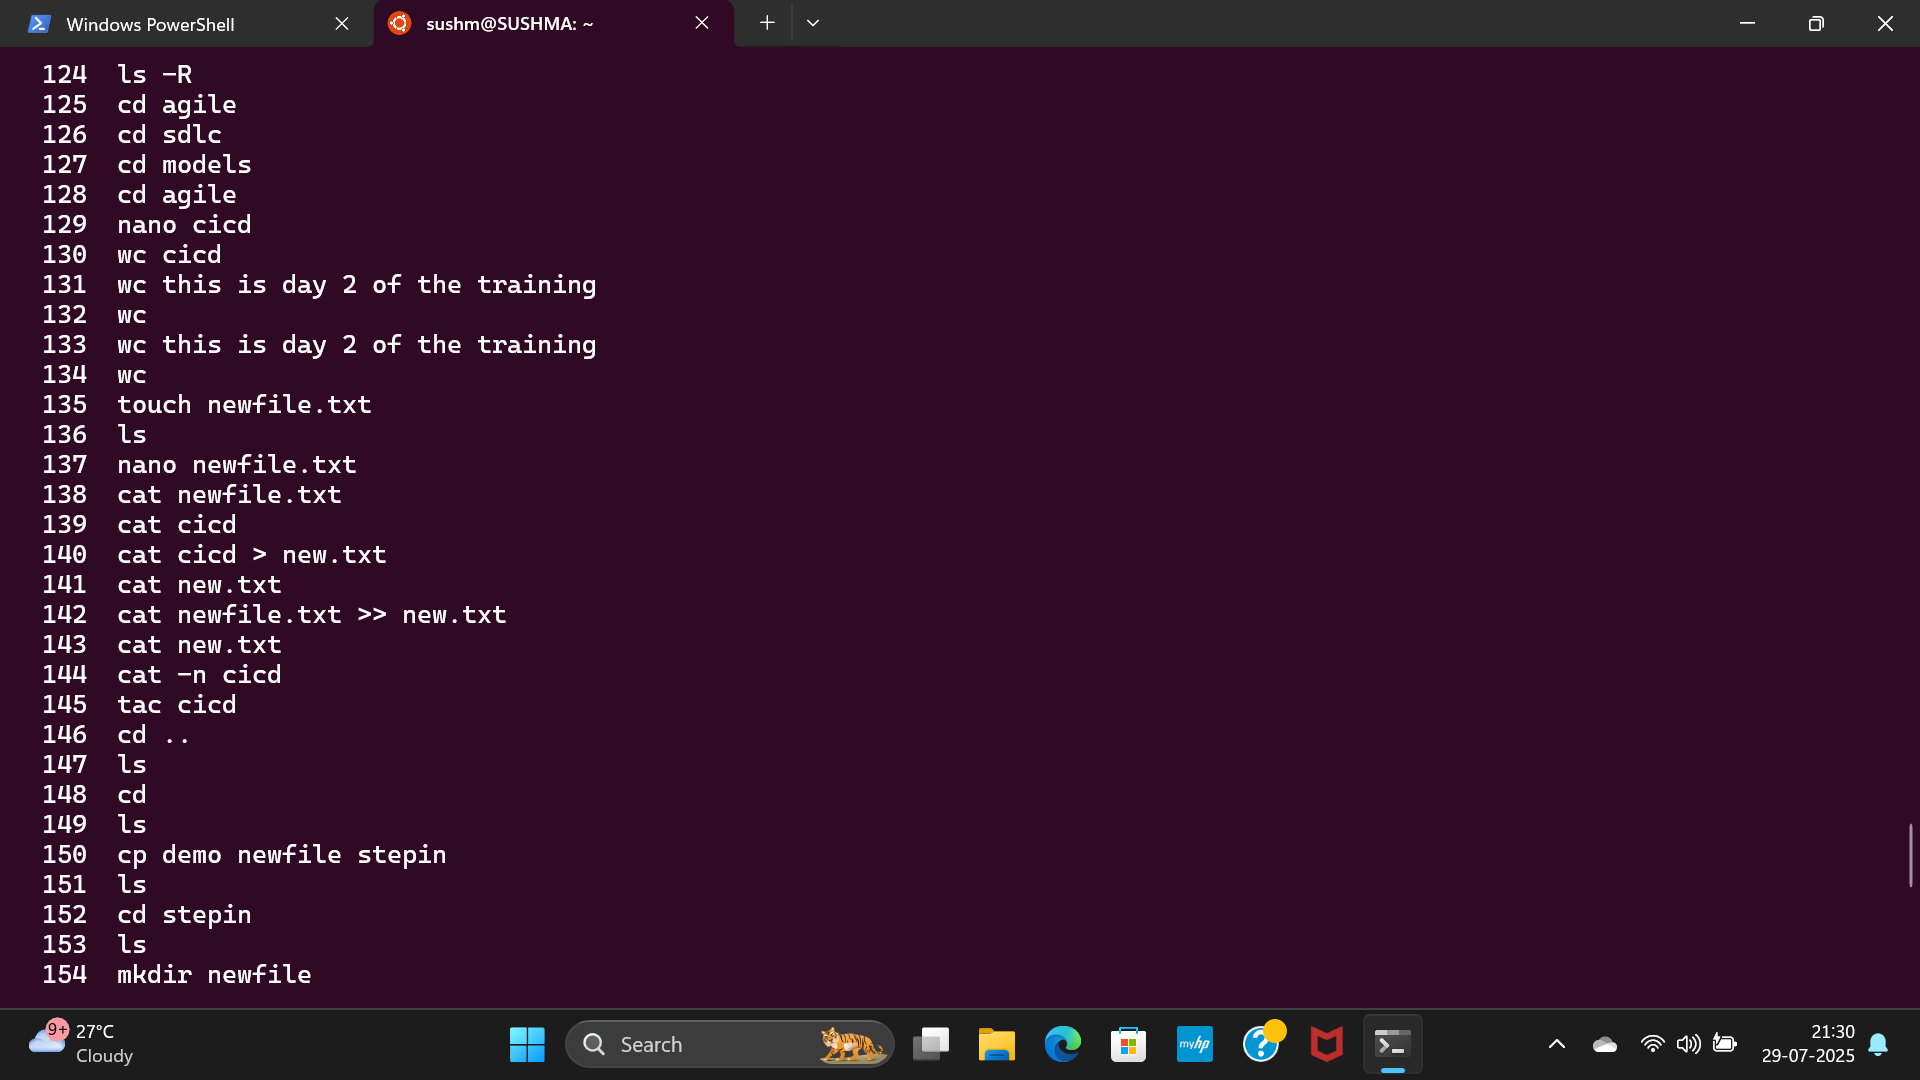 Windows PowerShell
sushm@SUSHMA: ~
124 ls -R
125 cd agile
126 cd sdlc
127 cd models
128 cd agile
129 nano cicd
130 wc cicd
131 wc this is day 2 of the training
132 wc
133 wc this is day 2 of the training
134 wc
135 touch newfile.txt
136 ls
137 nano newfile.txt
138 cat newfile.txt
139 cat cicd
140 cat cicd > new.txt
141 cat new.txt
142 cat newfile.txt >> new.txt
143 cat new.txt
144 cat -n cicd
145 tac cicd
146 cd ..
147 ls
148 cd
149 ls
150 cp demo newfile stepin
151 ls
152 cd stepin
153 ls
154 mkdir newfile
9+
27°C
Cloudy
Search
myhp
21:30
29-07-2025